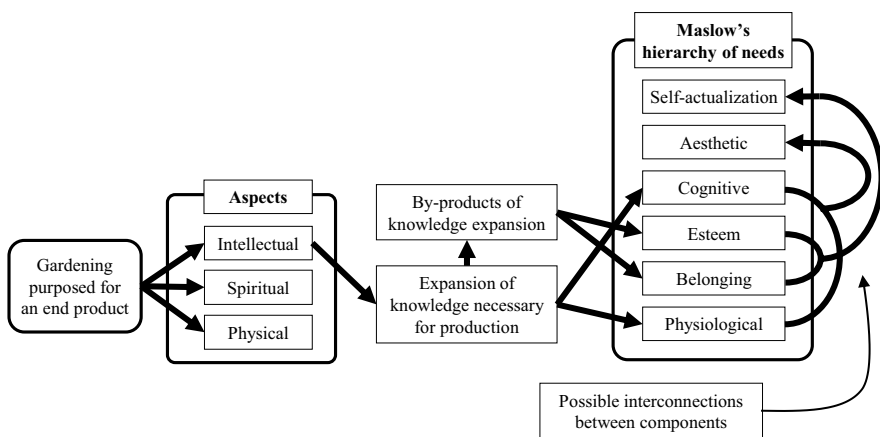 Maslow's
hierarchy of needs
Self-actualization
Aesthetic
Cognitive
Esteem
Belonging
Physiological
Aspects
Intellectual
Spiritual
Physical
By-products of
knowledge expansion
Expansion of
knowledge necessary
for production
Gardening
purposed for
an end product
Possible interconnections
between components